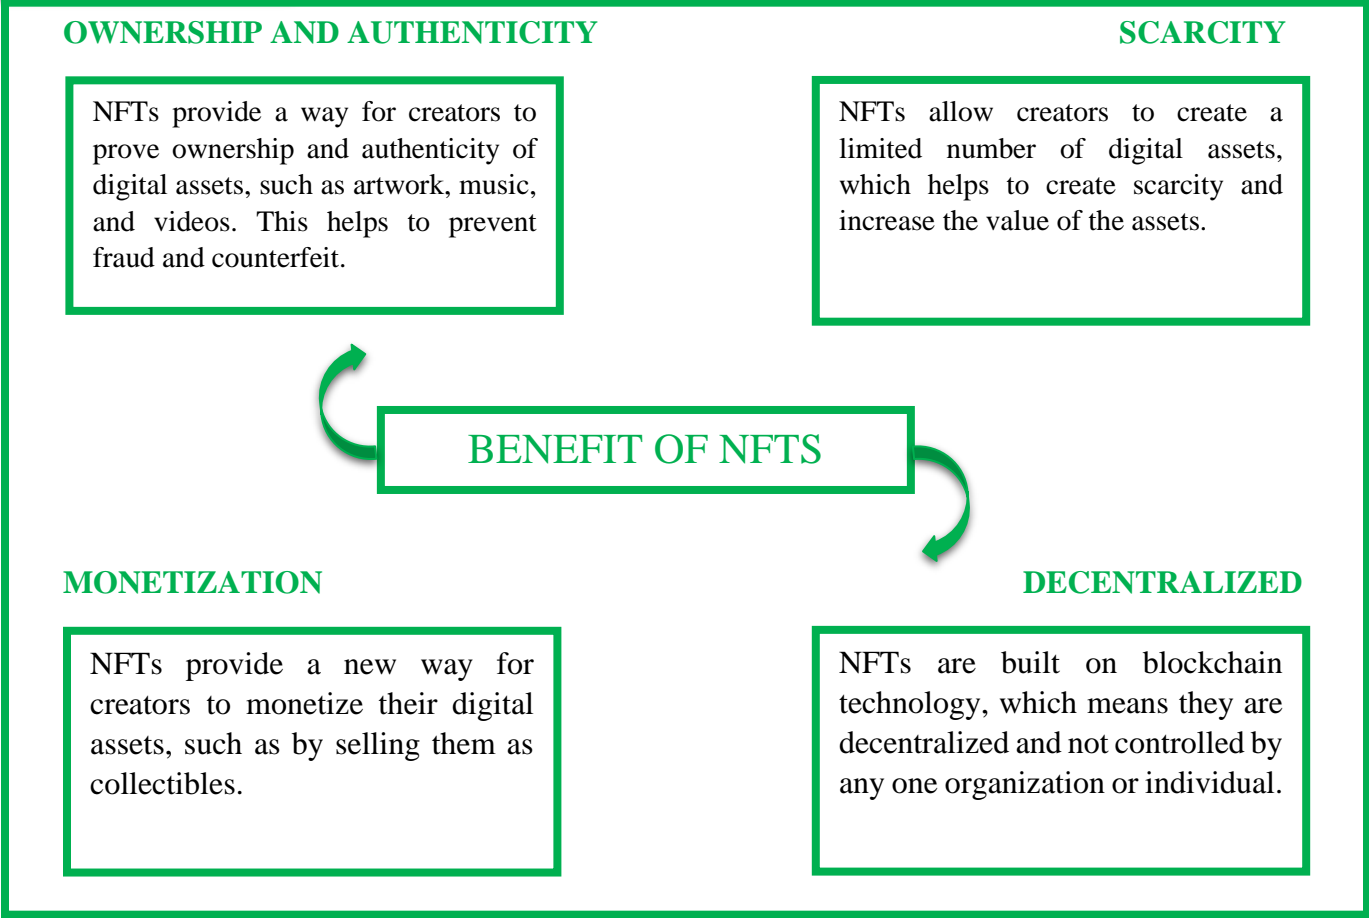 OWNERSHIP AND AUTHENTICITY
NFTs provide a way for creators to
prove ownership and authenticity of
digital assets, such as artwork, music,
and videos. This helps to prevent
fraud and counterfeit.
SCARCITY
NFTs allow creators to create a
limited number of digital assets,
which helps to create scarcity and
increase the value of the assets.
BENEFIT OF NFTS
MONETIZATION
NFTs provide a new way for
creators to monetize their digital
assets, such as by selling them as
collectibles.
DECENTRALIZED
NFTs are built on blockchain
technology, which means they are
decentralized and not controlled by
any one organization or individual.